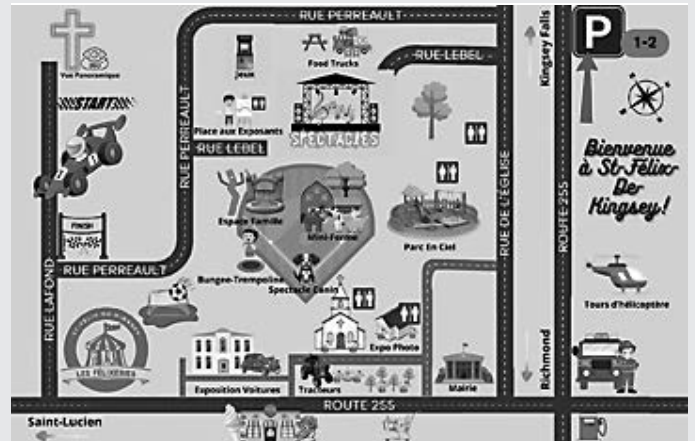 RUE PERREAULT
Kingsey Falls
P
1-2
Vue Panoramique
Jeux
Food Trucks
RUE LEBEL
START
Place aux Exposants
SPECTACLES
RUE LEBEL
RUE PERREAULT
Bienvenue
à St-Félix-
De-
Kingsey!
RUE DE L'ÉGLISE
ROUTE 255
Espace Famille
Mini-Ferme
Parc En Ciel
FINISH
RUE PERREAULT
Bungee-Trempoline
Spectacle Canin
Tours d'hélicoptère
RUE LAFOND
LES FÉLIXERIES
Expo Photo
Richmond
Exposition Voitures
Tracteurs
Mairie
ROUTE 255
Saint-Lucien